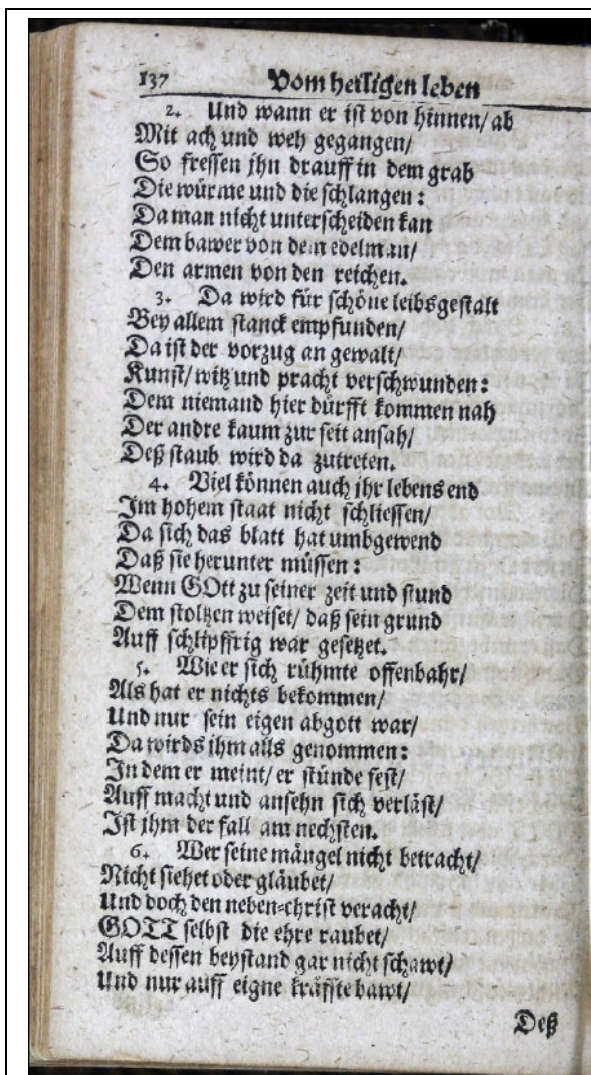 137 Vom heiligen leben
2. Und wann er ist von hinnen/ ab
Mit ach und weh gegangen/
So fressen jhn drauff in dem grab
Die würme und die schlangen:
Da man nicht unterscheiden kan
Dem bawer von dem edelman/
Den armen von den reichen.
3. Da wird für schöne leibsgestalt
Bey allem stanck empfunden/
Da ist der vorzug an gewalt/
Kunst/ witz und pracht verschwunden:
Dem niemand hier dürfft kommen nah
Der andre kaum zur seit ansah/
Deß staub wird da zutreten.
4. Viel können auch jhr lebens end
Im hohem staat nicht schliessen/
Da sich das blatt hat umbgewend
Daß sie herunter müssen:
Wenn GOtt zu seiner zeit und stund
Dem stoltzen weiset/ daß sein grund
Auff schlipffrig war gesetzet.
5. Wie er sich rühmte offenbahr/
Als hat er nichts bekommen/
Und nur sein eigen abgott war/
Da wirds ihm alls genommen:
In dem er meint/ er stünde fest/
Auff macht und ansehn sich verläst/
Ist jhm der fall am nechsten.
6. Wer seine mängel nicht betracht/
Nicht siehet oder gläubet/
Und doch den neben-christ veracht/
GOTT selbst die ehre raubet/
Auff dessen beystand gar nicht schawt/
Und nur auff eigne kräffte bawt/
Deß